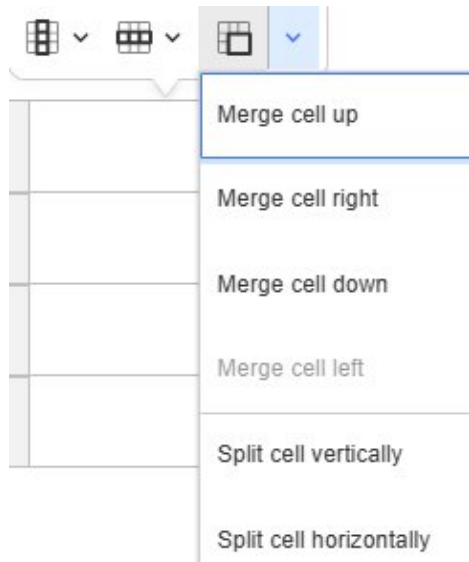 Merge cell up
Merge cell right
Merge cell down
Merge cell left
Split cell vertically
Split cell horizontally